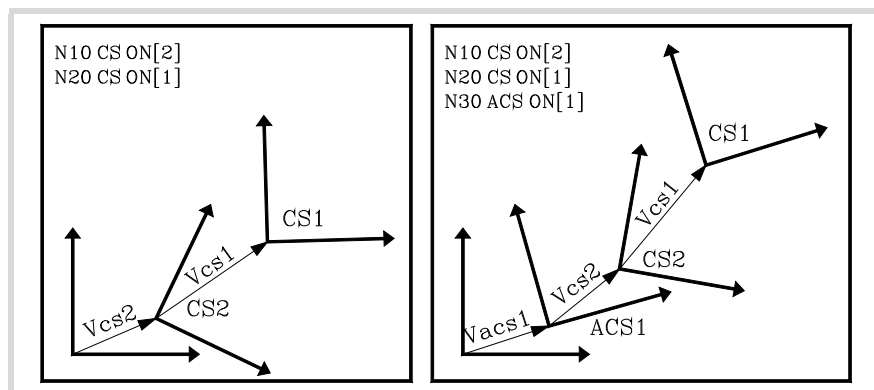 N10 CS ON[2]
N20 CS ON[1]
CS1
Vcs1
CS2
Vcs2
N10 CS ON[2]
N20 CS ON[1]
N30 ACS ON[1]
CS1
Vcs1
CS2
Vcs2
Vacs1
ACS1